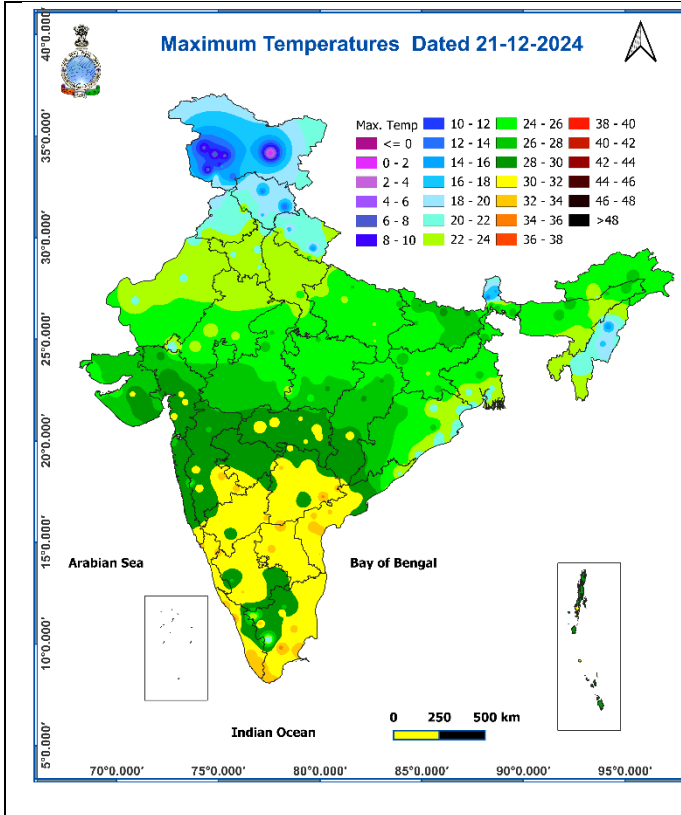 Maximum Temperatures Dated 21-12-2024
Max. Temp
<= 0
0 - 2
2 - 4
4 - 6
6 - 8
8 - 10
10 - 12
12 - 14
14 - 16
16 - 18
18 - 20
20 - 22
22 - 24
24 - 26
26 - 28
28 - 30
30 - 32
32 - 34
34 - 36
36 - 38
38 - 40
40 - 42
42 - 44
44 - 46
46 - 48
>48
40°0.000'
35°0.000'
30°0.000'
25°0.000'
20°0.000'
15°0.000'
10°0.000'
5°0.000'
Arabian Sea
Bay of Bengal
Indian Ocean
0 250 500 km
70°0.000' 75°0.000' 80°0.000' 85°0.000' 90°0.000' 95°0.000'